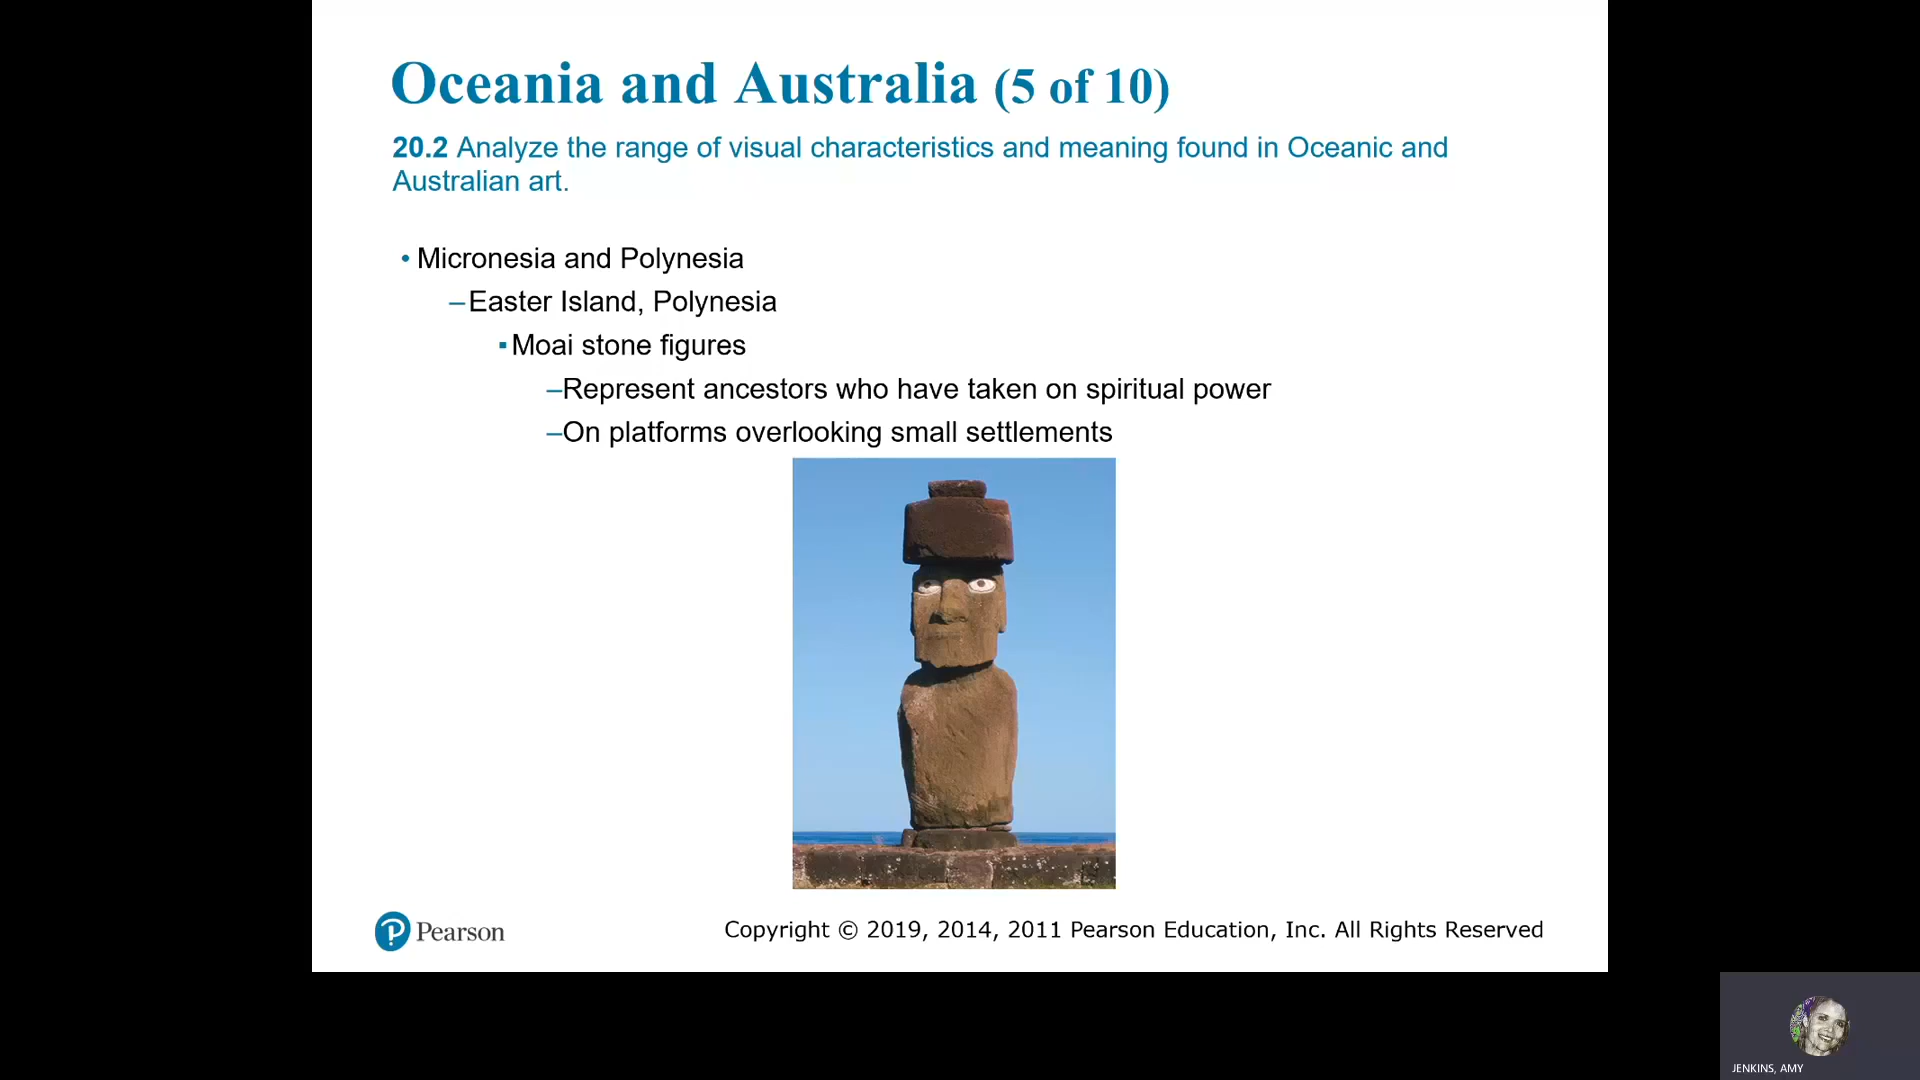 Oceania and Australia (5 of 10)
20.2 Analyze the range of visual characteristics and meaning found in Oceanic and
Australian art.
• Micronesia and Polynesia
–Easter Island, Polynesia
▪Moai stone figures
–Represent ancestors who have taken on spiritual power
–On platforms overlooking small settlements
Pearson
Copyright © 2019, 2014, 2011 Pearson Education, Inc. All Rights Reserved
JENKINS, AMY